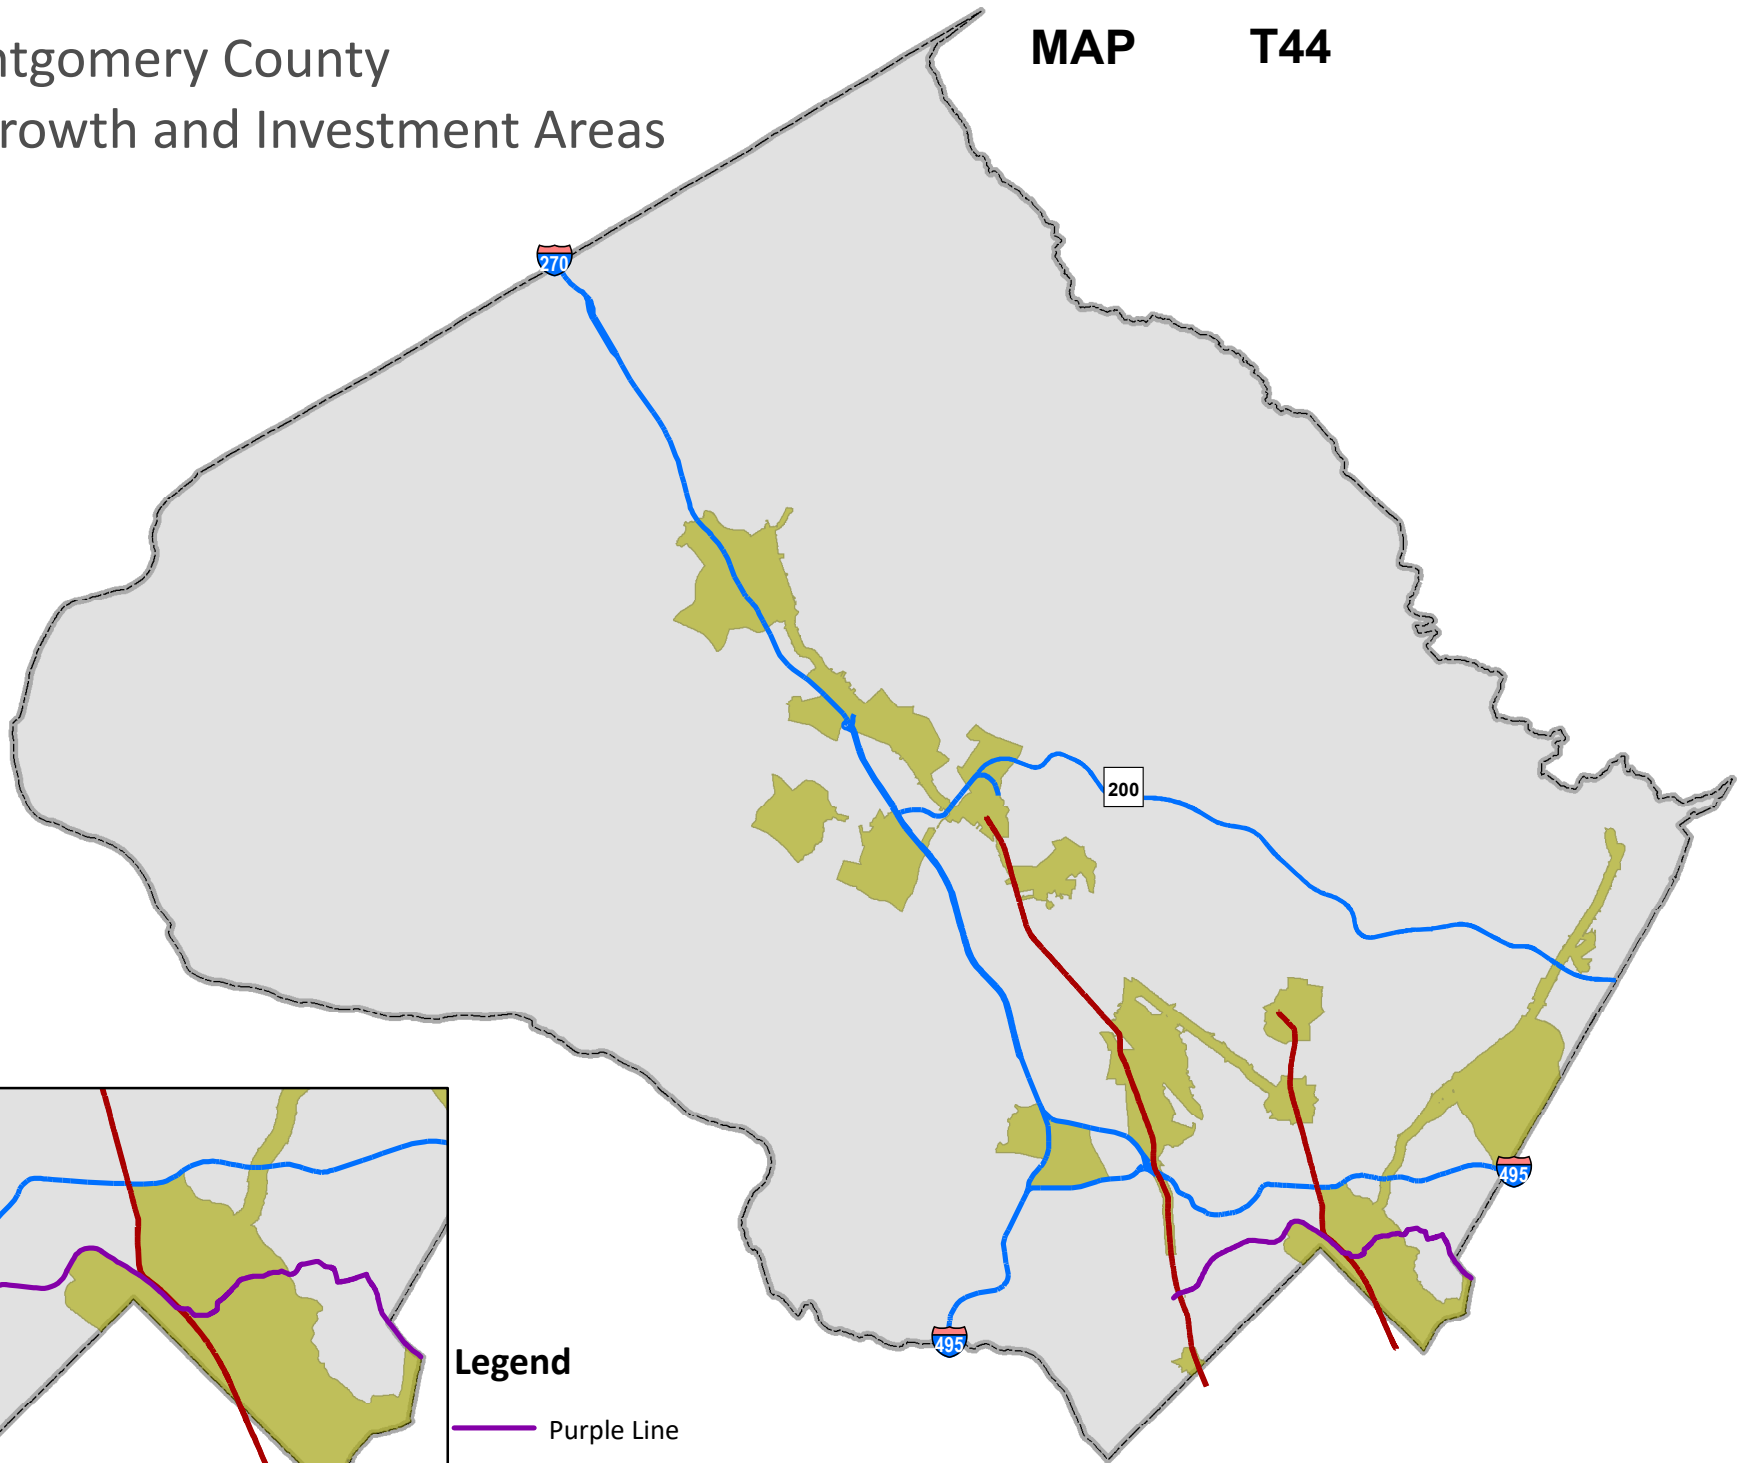 ntgomery County
rowth and Investment Areas
MAP T44
270
200
495
495
Legend
Purple Line